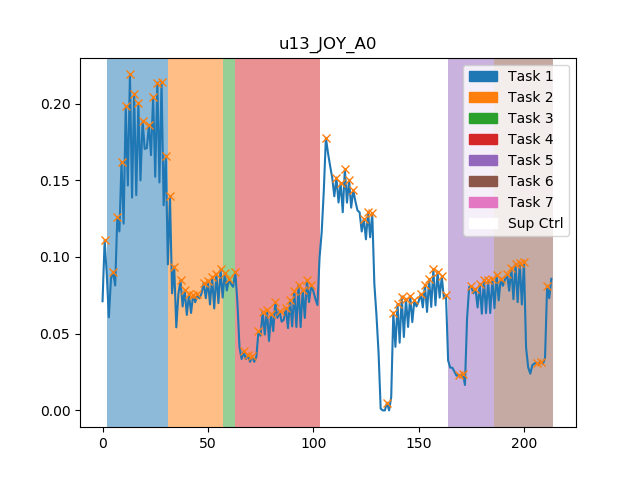 u13_JOY_A0
Task 1
Task 2
Task 3
Task 4
Task 5
Task 6
Task 7
Sup Ctrl
0.20
0.15
0.10
0.05
0.00
0 50 100 150 200